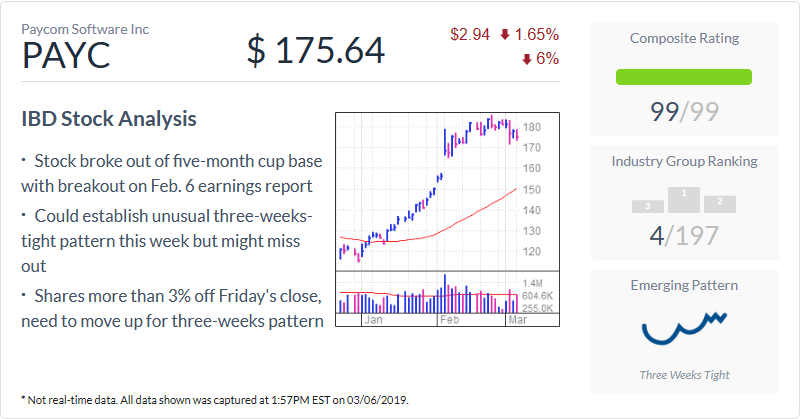 Paycom Software Inc
PAYC
$ 175.64
$2.94 ↓ 1.65%
↓ 6%
IBD Stock Analysis
· Stock broke out of five-month cup base
with breakout on Feb. 6 earnings report
· Could establish unusual three-weeks-
tight pattern this week but might miss
out
· Shares more than 3% off Friday's close,
need to move up for three-weeks pattern
180
170
160
150
140
130
120
1.4M
604.6K
255.0K
Jan Feb Mar
Composite Rating
99/99
Industry Group Ranking
3 1 2
4/197
Emerging Pattern
Three Weeks Tight
* Not real-time data. All data shown was captured at 1:57PM EST on 03/06/2019.